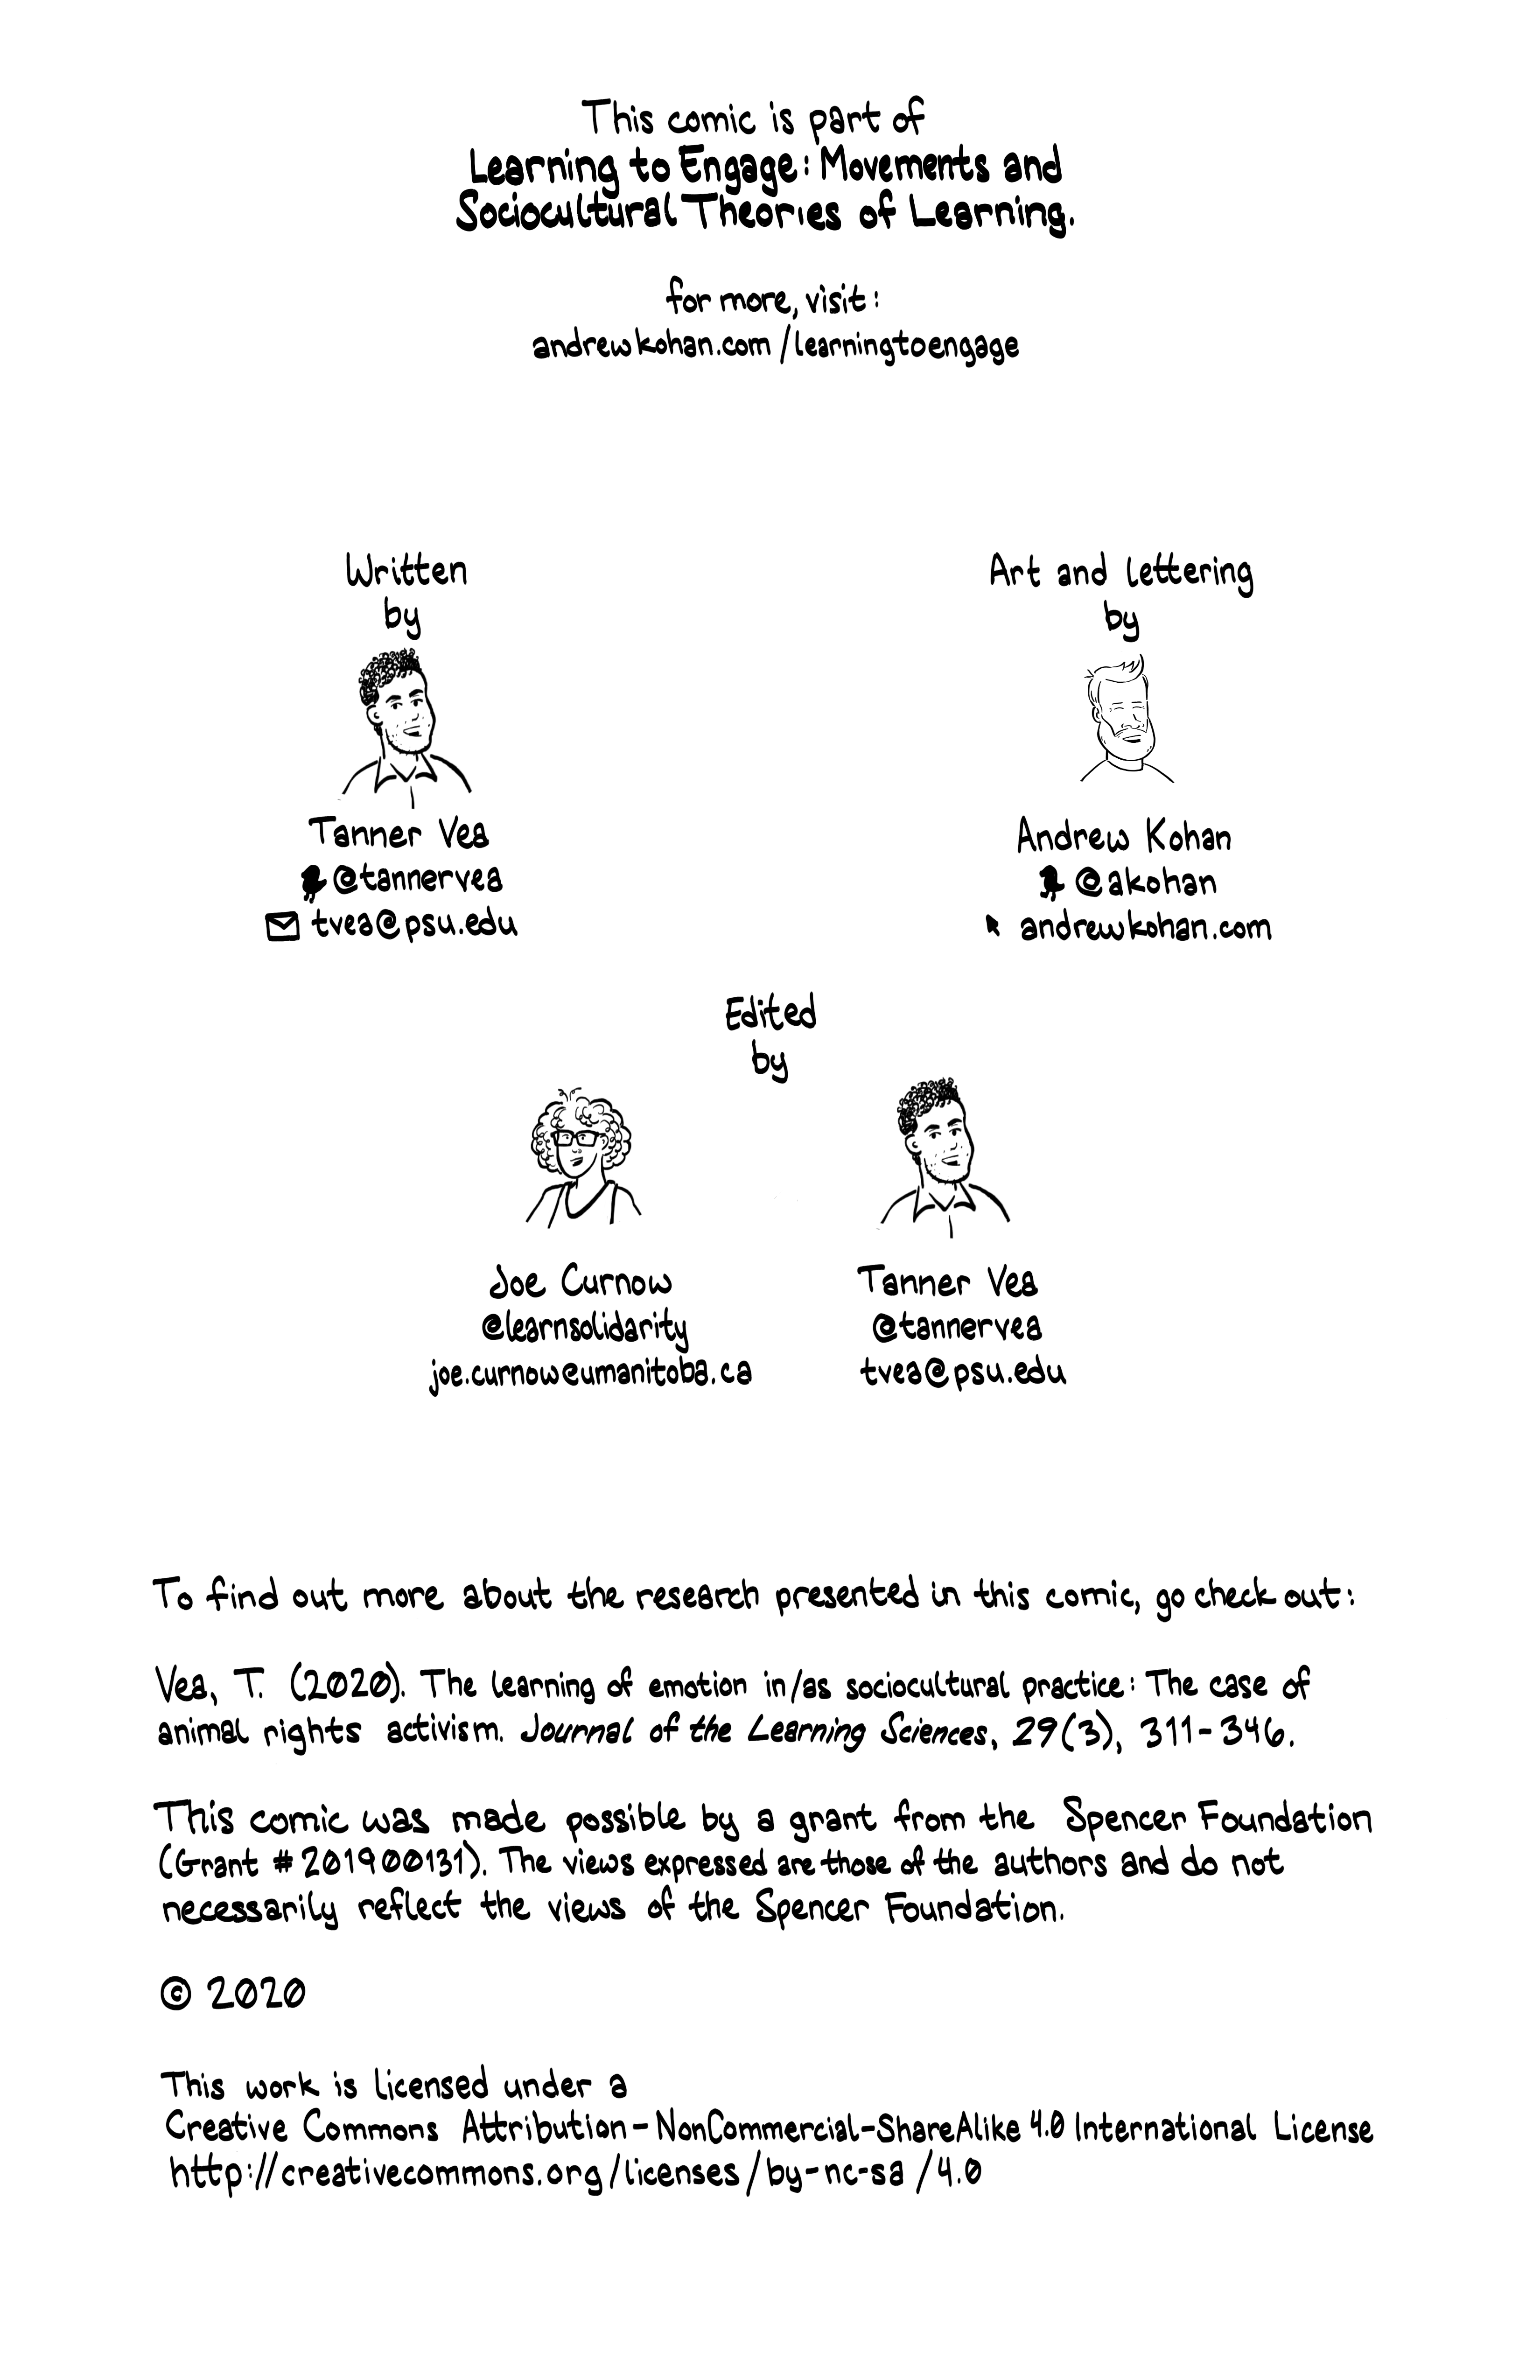 This comic is part of
Learning to Engage: Movements and
Sociocultural Theories of Learning.
for more, visit:
andrewkohan.com/learningtoengage
Written
by
Tanner Vea
@tannervea
tvea@psu.edu
Art and lettering
by
Andrew Kohan
@akohan
andrewkohan.com
Edited
by
Joe Curnow
@learnsolidarity
joe.curnow@umanitoba.ca
Tanner Vea
@tannervea
tvea@psu.edu
To find out more about the research presented in this comic, go check out:
Vea, T. (2020). The learning of emotion in/as sociocultural practice: The case of
animal rights activism. Journal of the Learning Sciences, 29(3), 311-346.
This comic was made possible by a grant from the Spencer Foundation
(Grant #201900131). The views expressed are those of the authors and do not
necessarily reflect the views of the Spencer Foundation.
© 2020
This work is licensed under a
Creative Commons Attribution-NonCommercial-ShareAlike 4.0 International License
http://creativecommons.org/licenses/by-nc-sa/4.0